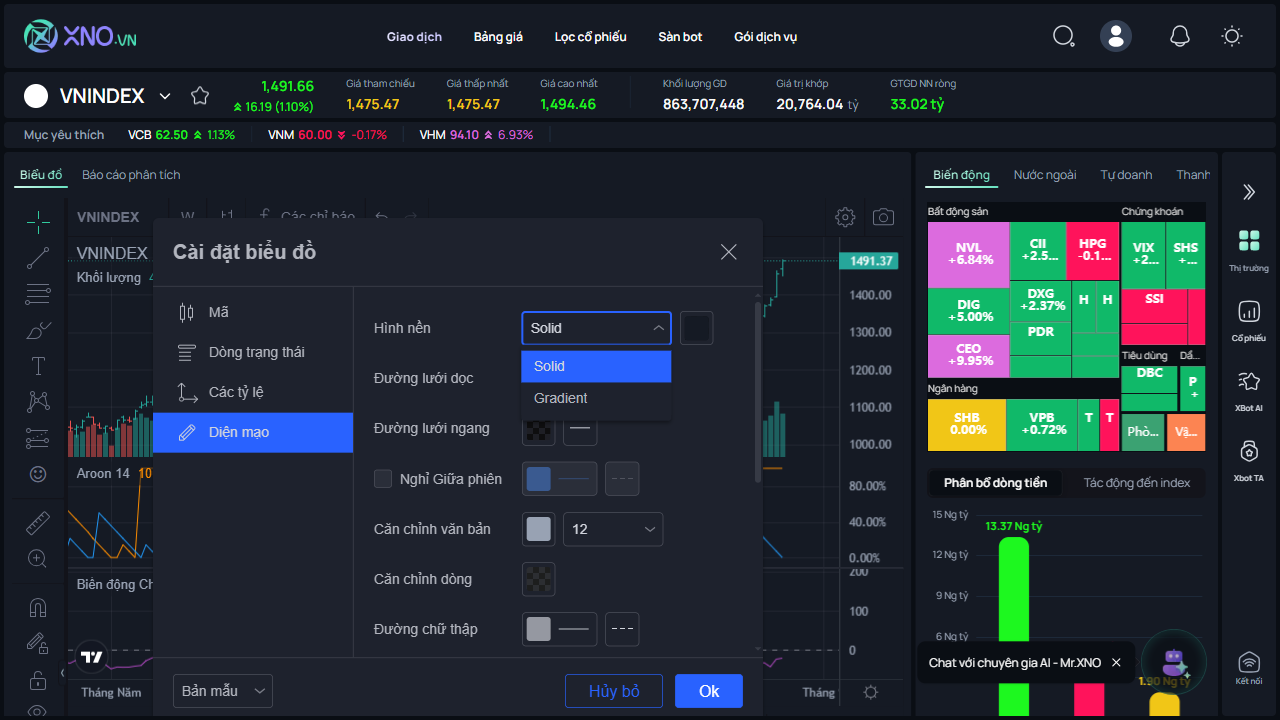 XNO.VN
Giao dịch
Bảng giá
Lọc cổ phiếu
Sàn bot
Gói dịch vụ
VNINDEX
1,491.66
16.19 (1.10%)
Giá tham chiếu
1,475.47
Giá thấp nhất
1,475.47
Giá cao nhất
1,494.46
Khối lượng GD
863,707,448
Giá trị khớp
20,764.04 tỷ
GTGD NN ròng
33.02 tỷ
Mục yêu thích
VCB 62.50 1.13%
VNM 60.00 -0.17%
VHM 94.10 6.93%
Biểu đồ
Báo cáo phân tích
Biến động
Nước ngoài
Tự doanh
Thanh
VNINDEX
W
Các chỉ báo
VNINDEX
Khối lượng
1491.37
1400.00
1300.00
1200.00
1100.00
1000.00
Aroon 14
10
80.00%
40.00%
0.00%
Biên động Ch
200
100
0
Tháng Năm
Tháng
Cài đặt biểu đồ
Mã
Dòng trạng thái
Các tỷ lệ
Diện mạo
Hình nền
Solid
Solid
Gradient
Đường lưới dọc
Đường lưới ngang
Nghỉ Giữa phiên
Căn chỉnh văn bản
12
Căn chỉnh dòng
Đường chữ thập
Bản mẫu
Hủy bỏ
Ok
Bất động sản
Chứng khoán
NVL
+6.84%
CII
+2.5...
HPG
-0.1...
VIX
+2...
SHS
+...
DIG
+5.00%
DXG
+2.37%
H
H
SSI
PDR
CEO
+9.95%
Tiêu dùng
Dầ...
DBC
P
+
Ngân hàng
SHB
0.00%
VPB
+0.72%
T
T
Phò...
Vậ...
Phân bổ dòng tiền
Tác động đến index
15 Ng tỷ
13.37 Ng tỷ
12 Ng tỷ
9 Ng tỷ
6 Ng tỷ
Chat với chuyên gia AI - Mr.XNO
1.90 Ng tỷ
Thị trường
Cổ phiếu
XBot AI
Xbot TA
Kết nối